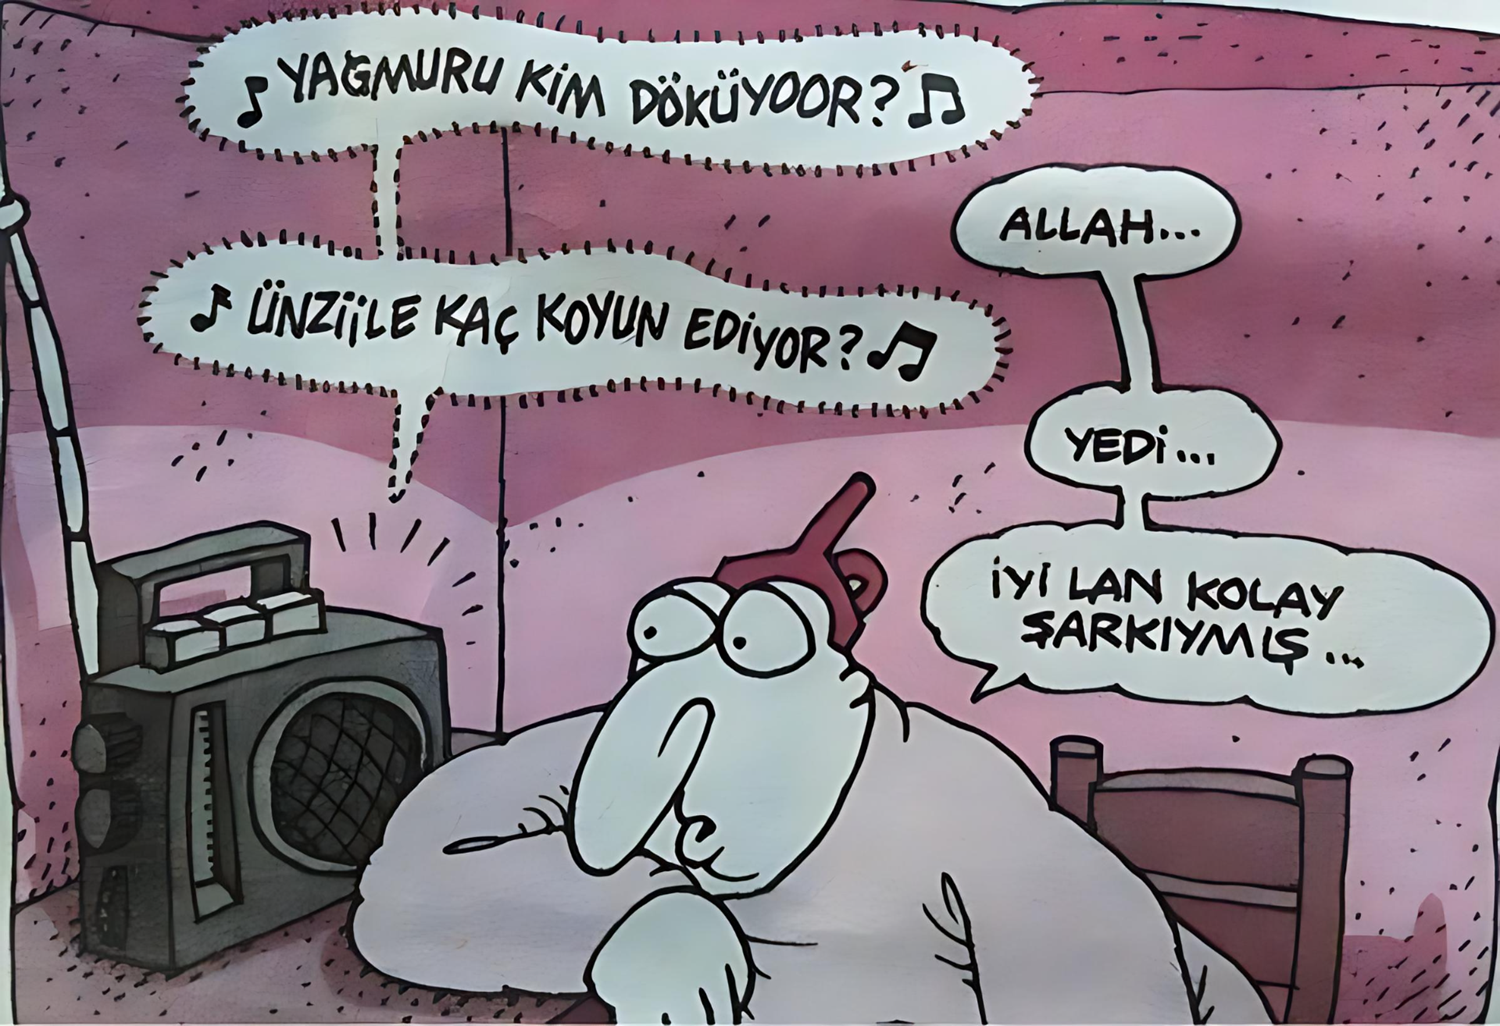 ♪ YAĞMURU KİM DÖKÜYOOR? ♫
♪ ÜNZİİLE KAÇ KOYUN EDİYOR? ♫
ALLAH...
YEDİ...
İYİ LAN KOLAY
ŞARKIYMIŞ...